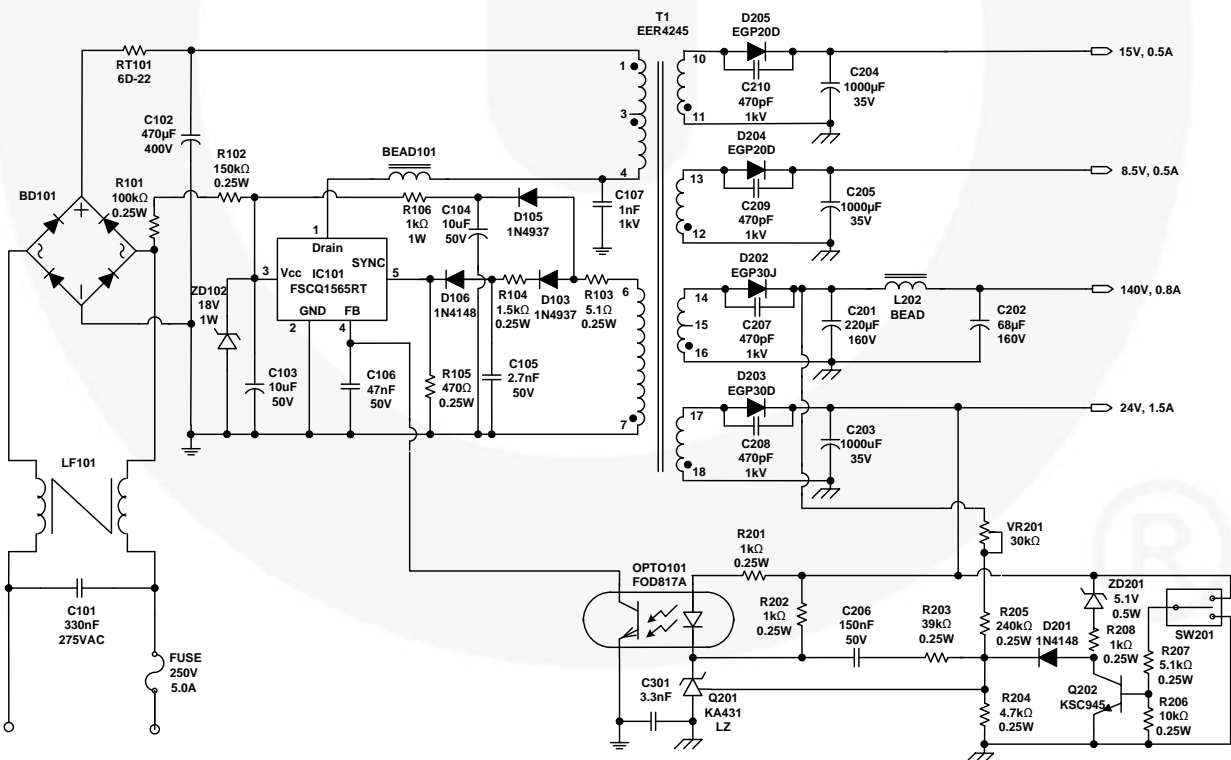 T1
EER4245
D205
EGP20D
RT101
6D-22
1
10
15V, 0.5A
C210
470pF
1kV
C204
1000µF
35V
C102
470µF
400V
3
11
BEAD101
4
D204
EGP20D
R102
150kΩ
0.25W
R101
100kΩ
0.25W
BD101
13
8.5V, 0.5A
C107
1nF
1kV
C209
470pF
1kV
C205
1000µF
35V
R106
1kΩ
1W
C104
10uF
50V
D105
1N4937
12
1
Drain
SYNC
3
Vcc
IC101
FSCQ1565RT
5
GND
FB
2
4
ZD102
18V
1W
D106
1N4148
R104
1.5kΩ
0.25W
D103
1N4937
R103
5.1Ω
0.25W
6
D202
EGP30J
14
15
16
140V, 0.8A
L202
BEAD
C207
470pF
1kV
C201
220µF
160V
C202
68µF
160V
C103
10uF
50V
C106
47nF
50V
R105
470Ω
0.25W
C105
2.7nF
50V
7
D203
EGP30D
17
24V, 1.5A
C208
470pF
1kV
C203
1000uF
35V
18
LF101
VR201
30kΩ
R201
1kΩ
0.25W
OPTO101
FOD817A
C101
330nF
275VAC
R202
1kΩ
0.25W
C206
150nF
50V
R203
39kΩ
0.25W
R205
240kΩ
0.25W
D201
1N4148
ZD201
5.1V
0.5W
R208
1kΩ
0.25W
SW201
R207
5.1kΩ
0.25W
FUSE
250V
5.0A
C301
3.3nF
Q201
KA431
LZ
R204
4.7kΩ
0.25W
Q202
KSC945
R206
10kΩ
0.25W
®